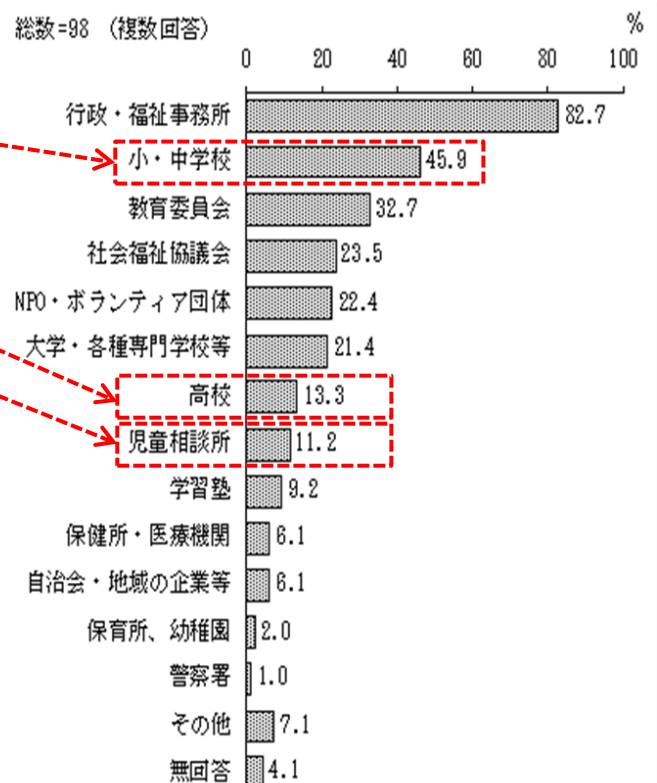 総数=98 (複数回答)
%
0 20 40 60 80 100
行政・福祉事務所 82.7
小・中学校 45.9
教育委員会 32.7
社会福祉協議会 23.5
NPO・ボランティア団体 22.4
大学・各種専門学校等 21.4
高校 13.3
児童相談所 11.2
学習塾 9.2
保健所・医療機関 6.1
自治会・地域の企業等 6.1
保育所、幼稚園 2.0
警察署 1.0
その他 7.1
無回答 4.1